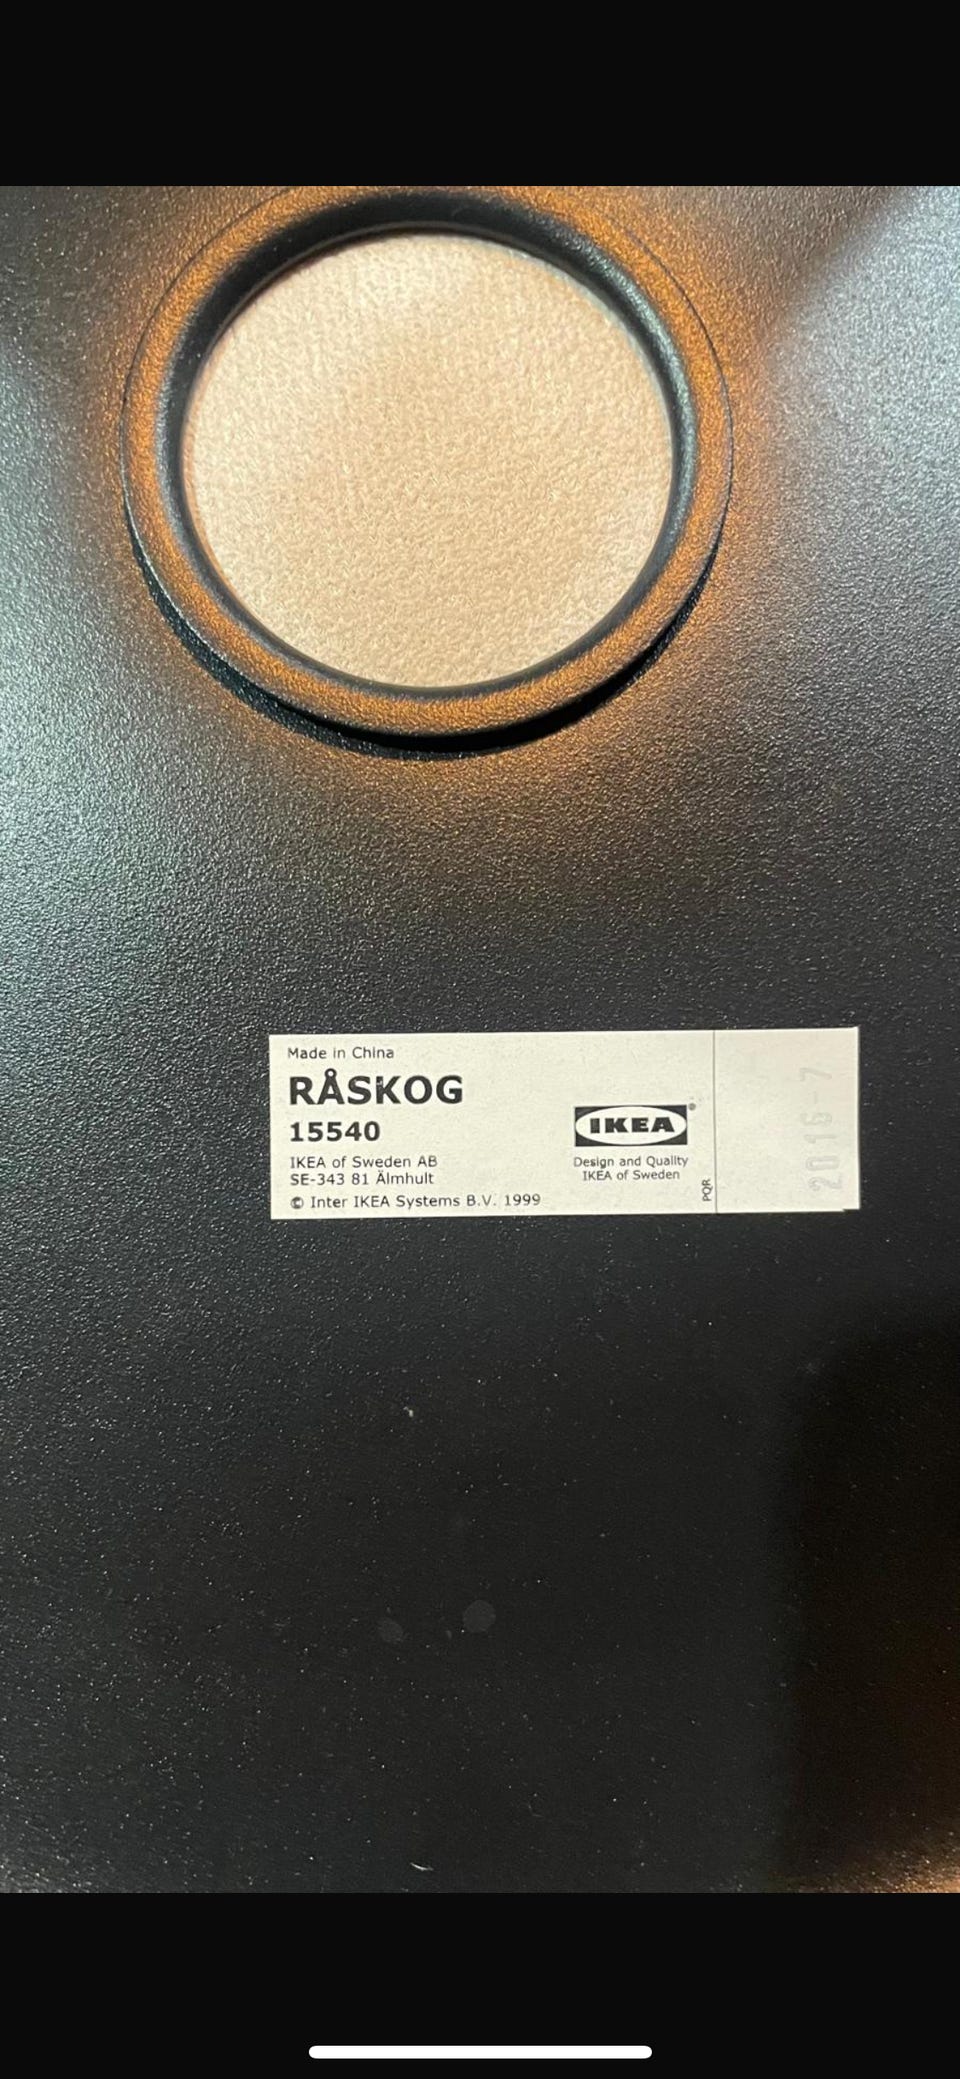 Made in China
RÅSKOG
15540
IKEA of Sweden AB
SE-343 81 Älmhult
© Inter IKEA Systems B.V. 1999
IKEA®
Design and Quality
IKEA of Sweden
PQR
2016-7